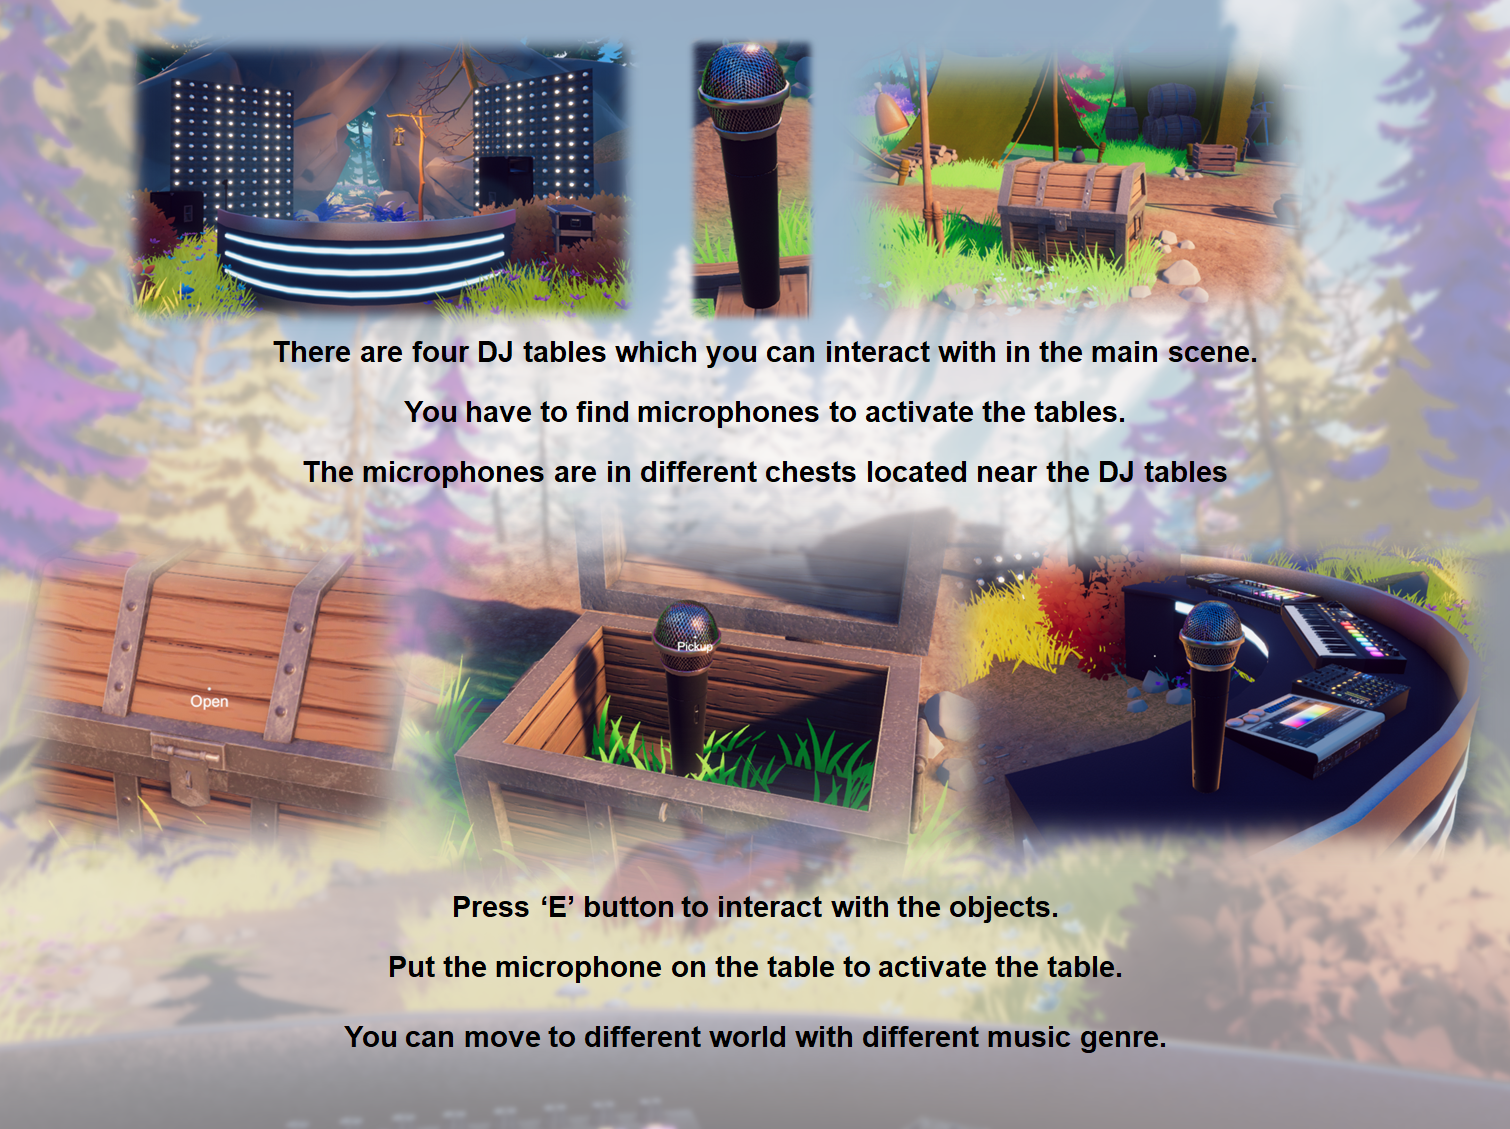 There are four DJ tables which you can interact with in the main scene.
You have to find microphones to activate the tables.
The microphones are in different chests located near the DJ tables
Open
Pickup
Press ‘E’ button to interact with the objects.
Put the microphone on the table to activate the table.
You can move to different world with different music genre.